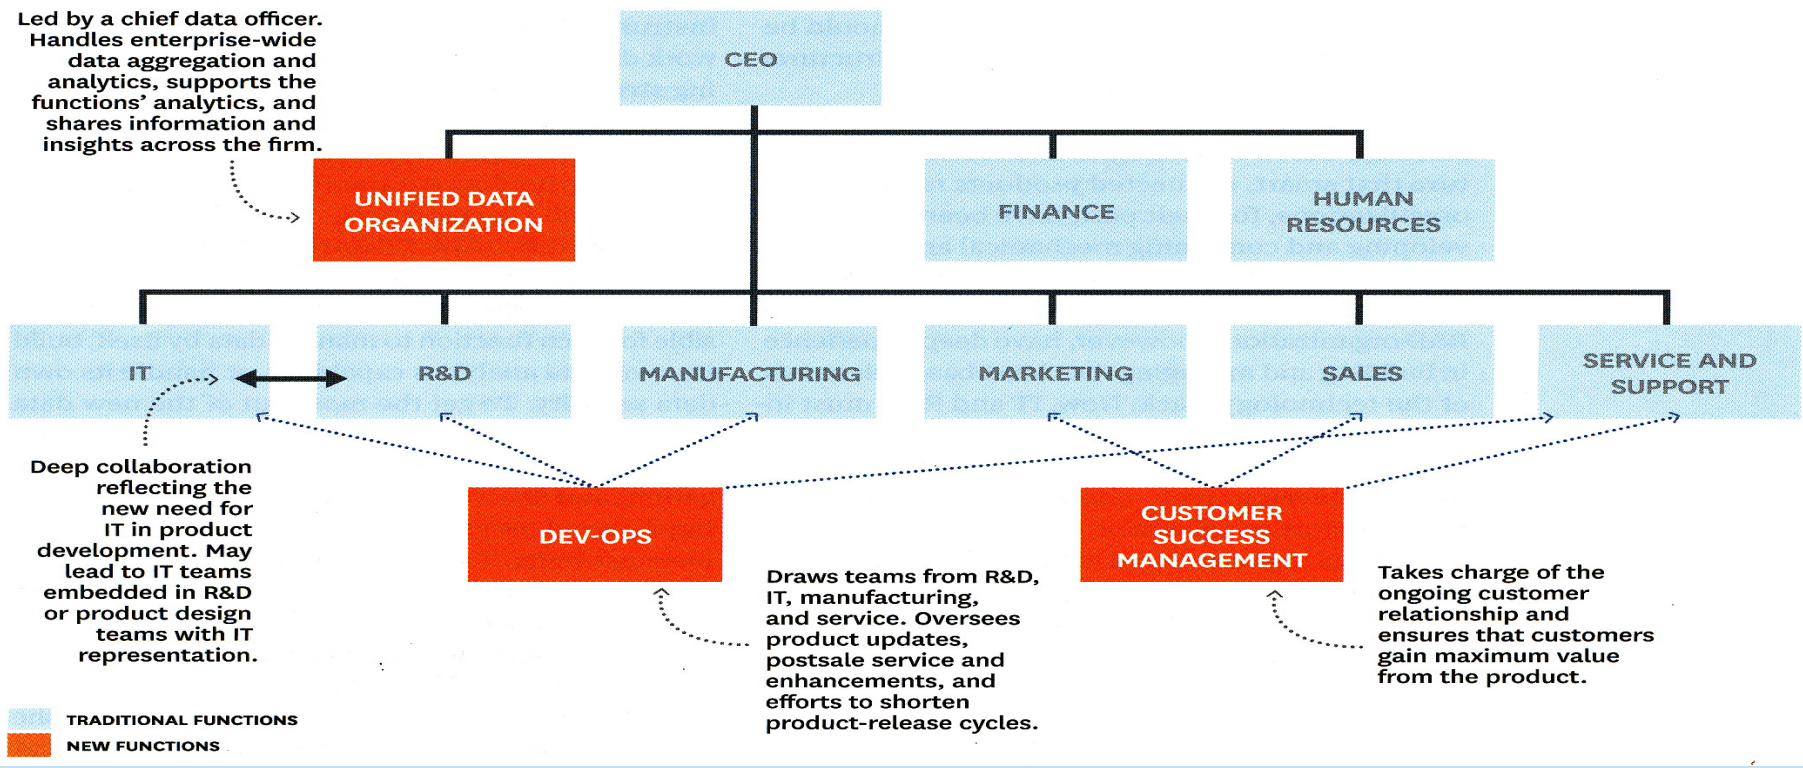 Led by a chief data officer.
Handles enterprise-wide
data aggregation and
analytics, supports the
functions’ analytics, and
shares information and
insights across the firm.
CEO
UNIFIED DATA
ORGANIZATION
FINANCE
HUMAN
RESOURCES
IT
R&D
MANUFACTURING
MARKETING
SALES
SERVICE AND
SUPPORT
Deep collaboration
reflecting the
new need for
IT in product
development. May
lead to IT teams
embedded in R&D
or product design
teams with IT
representation.
DEV-OPS
Draws teams from R&D,
IT, manufacturing,
and service. Oversees
product updates,
postsale service and
enhancements, and
efforts to shorten
product-release cycles.
CUSTOMER
SUCCESS
MANAGEMENT
Takes charge of the
ongoing customer
relationship and
ensures that customers
gain maximum value
from the product.
TRADITIONAL FUNCTIONS
NEW FUNCTIONS